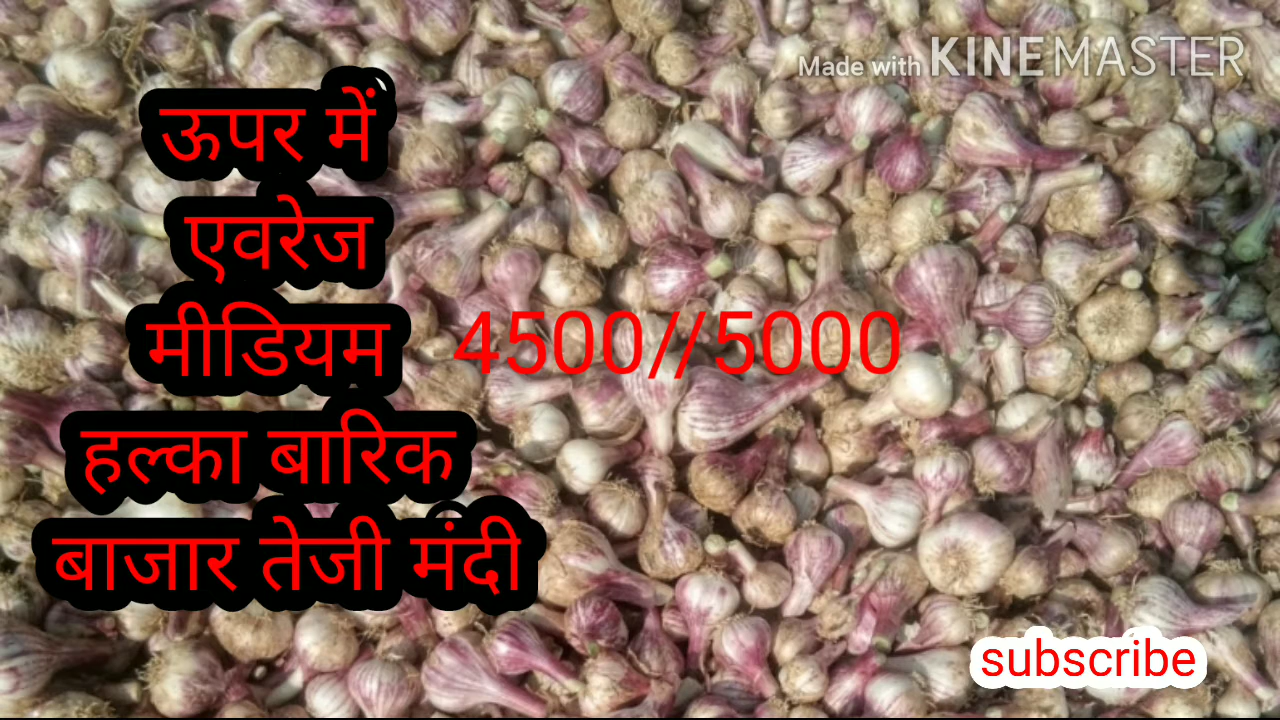 Made with KINEMASTER
ऊपर में
एवरेज
मीडियम 4500//5000
हल्का बारिक
बाजार तेजी मंदी
subscribe